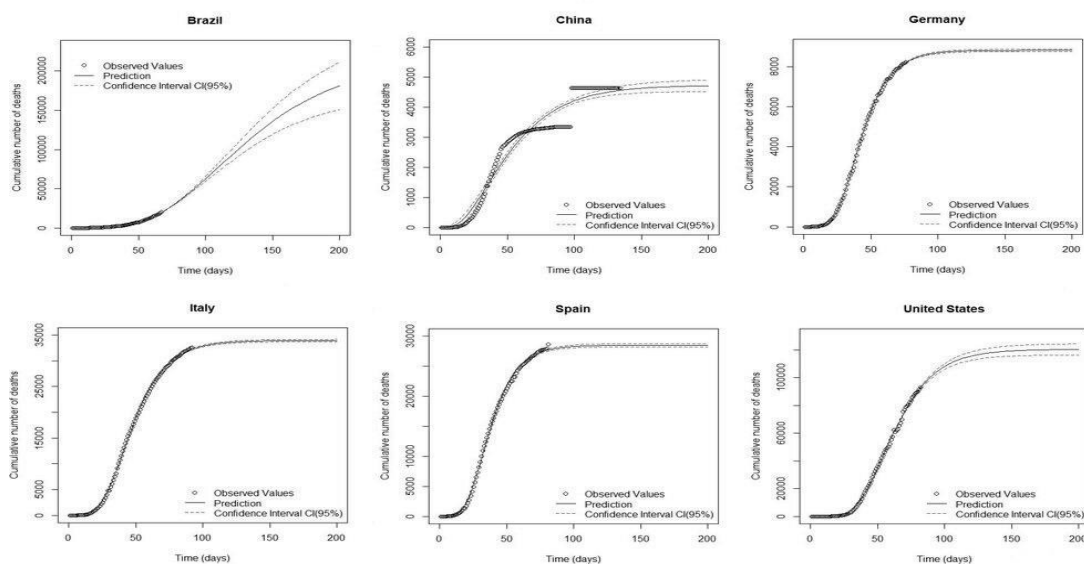 Brazil
Cumulative number of deaths
0 50000 100000 150000 200000
Observed Values
Prediction
Confidence Interval CI(95%)
0 50 100 150 200
Time (days)
China
Cumulative number of deaths
0 1000 2000 3000 4000 5000 6000
Observed Values
Prediction
Confidence Interval CI(95%)
0 50 100 150 200
Time (days)
Germany
Cumulative number of deaths
0 2000 4000 6000 8000
Observed Values
Prediction
Confidence Interval CI(95%)
0 50 100 150 200
Time (days)
Italy
Cumulative number of deaths
0 5000 15000 25000 35000
Observed Values
Prediction
Confidence Interval CI(95%)
0 50 100 150 200
Time (days)
Spain
Cumulative number of deaths
0 5000 10000 20000 30000
Observed Values
Prediction
Confidence Interval CI(95%)
0 50 100 150 200
Time (days)
United States
Cumulative number of deaths
0 20000 40000 60000 100000
Observed Values
Prediction
Confidence Interval CI(95%)
0 50 100 150 200
Time (days)